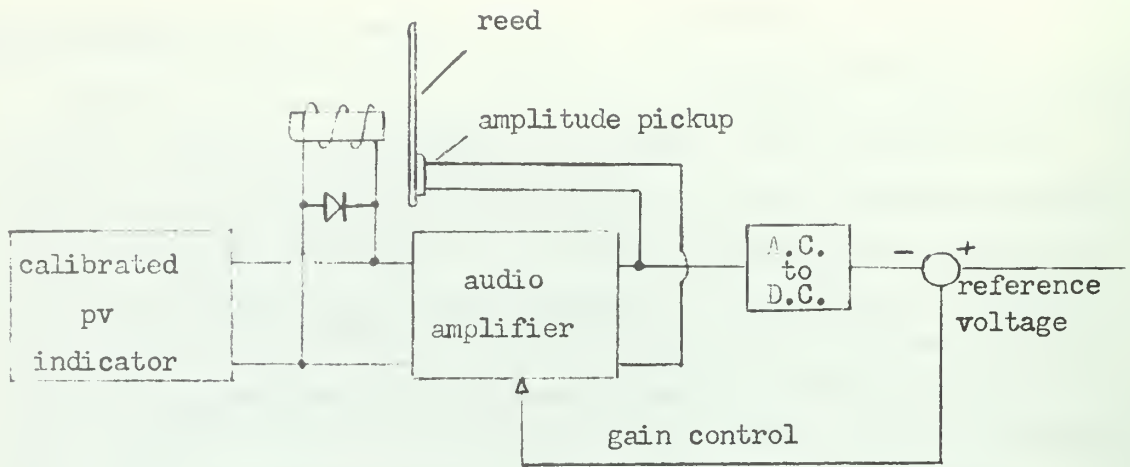 reed
amplitude pickup
calibrated
pv
indicator
audio
amplifier
A.C.
to
D.C.
- +
reference
voltage
gain control